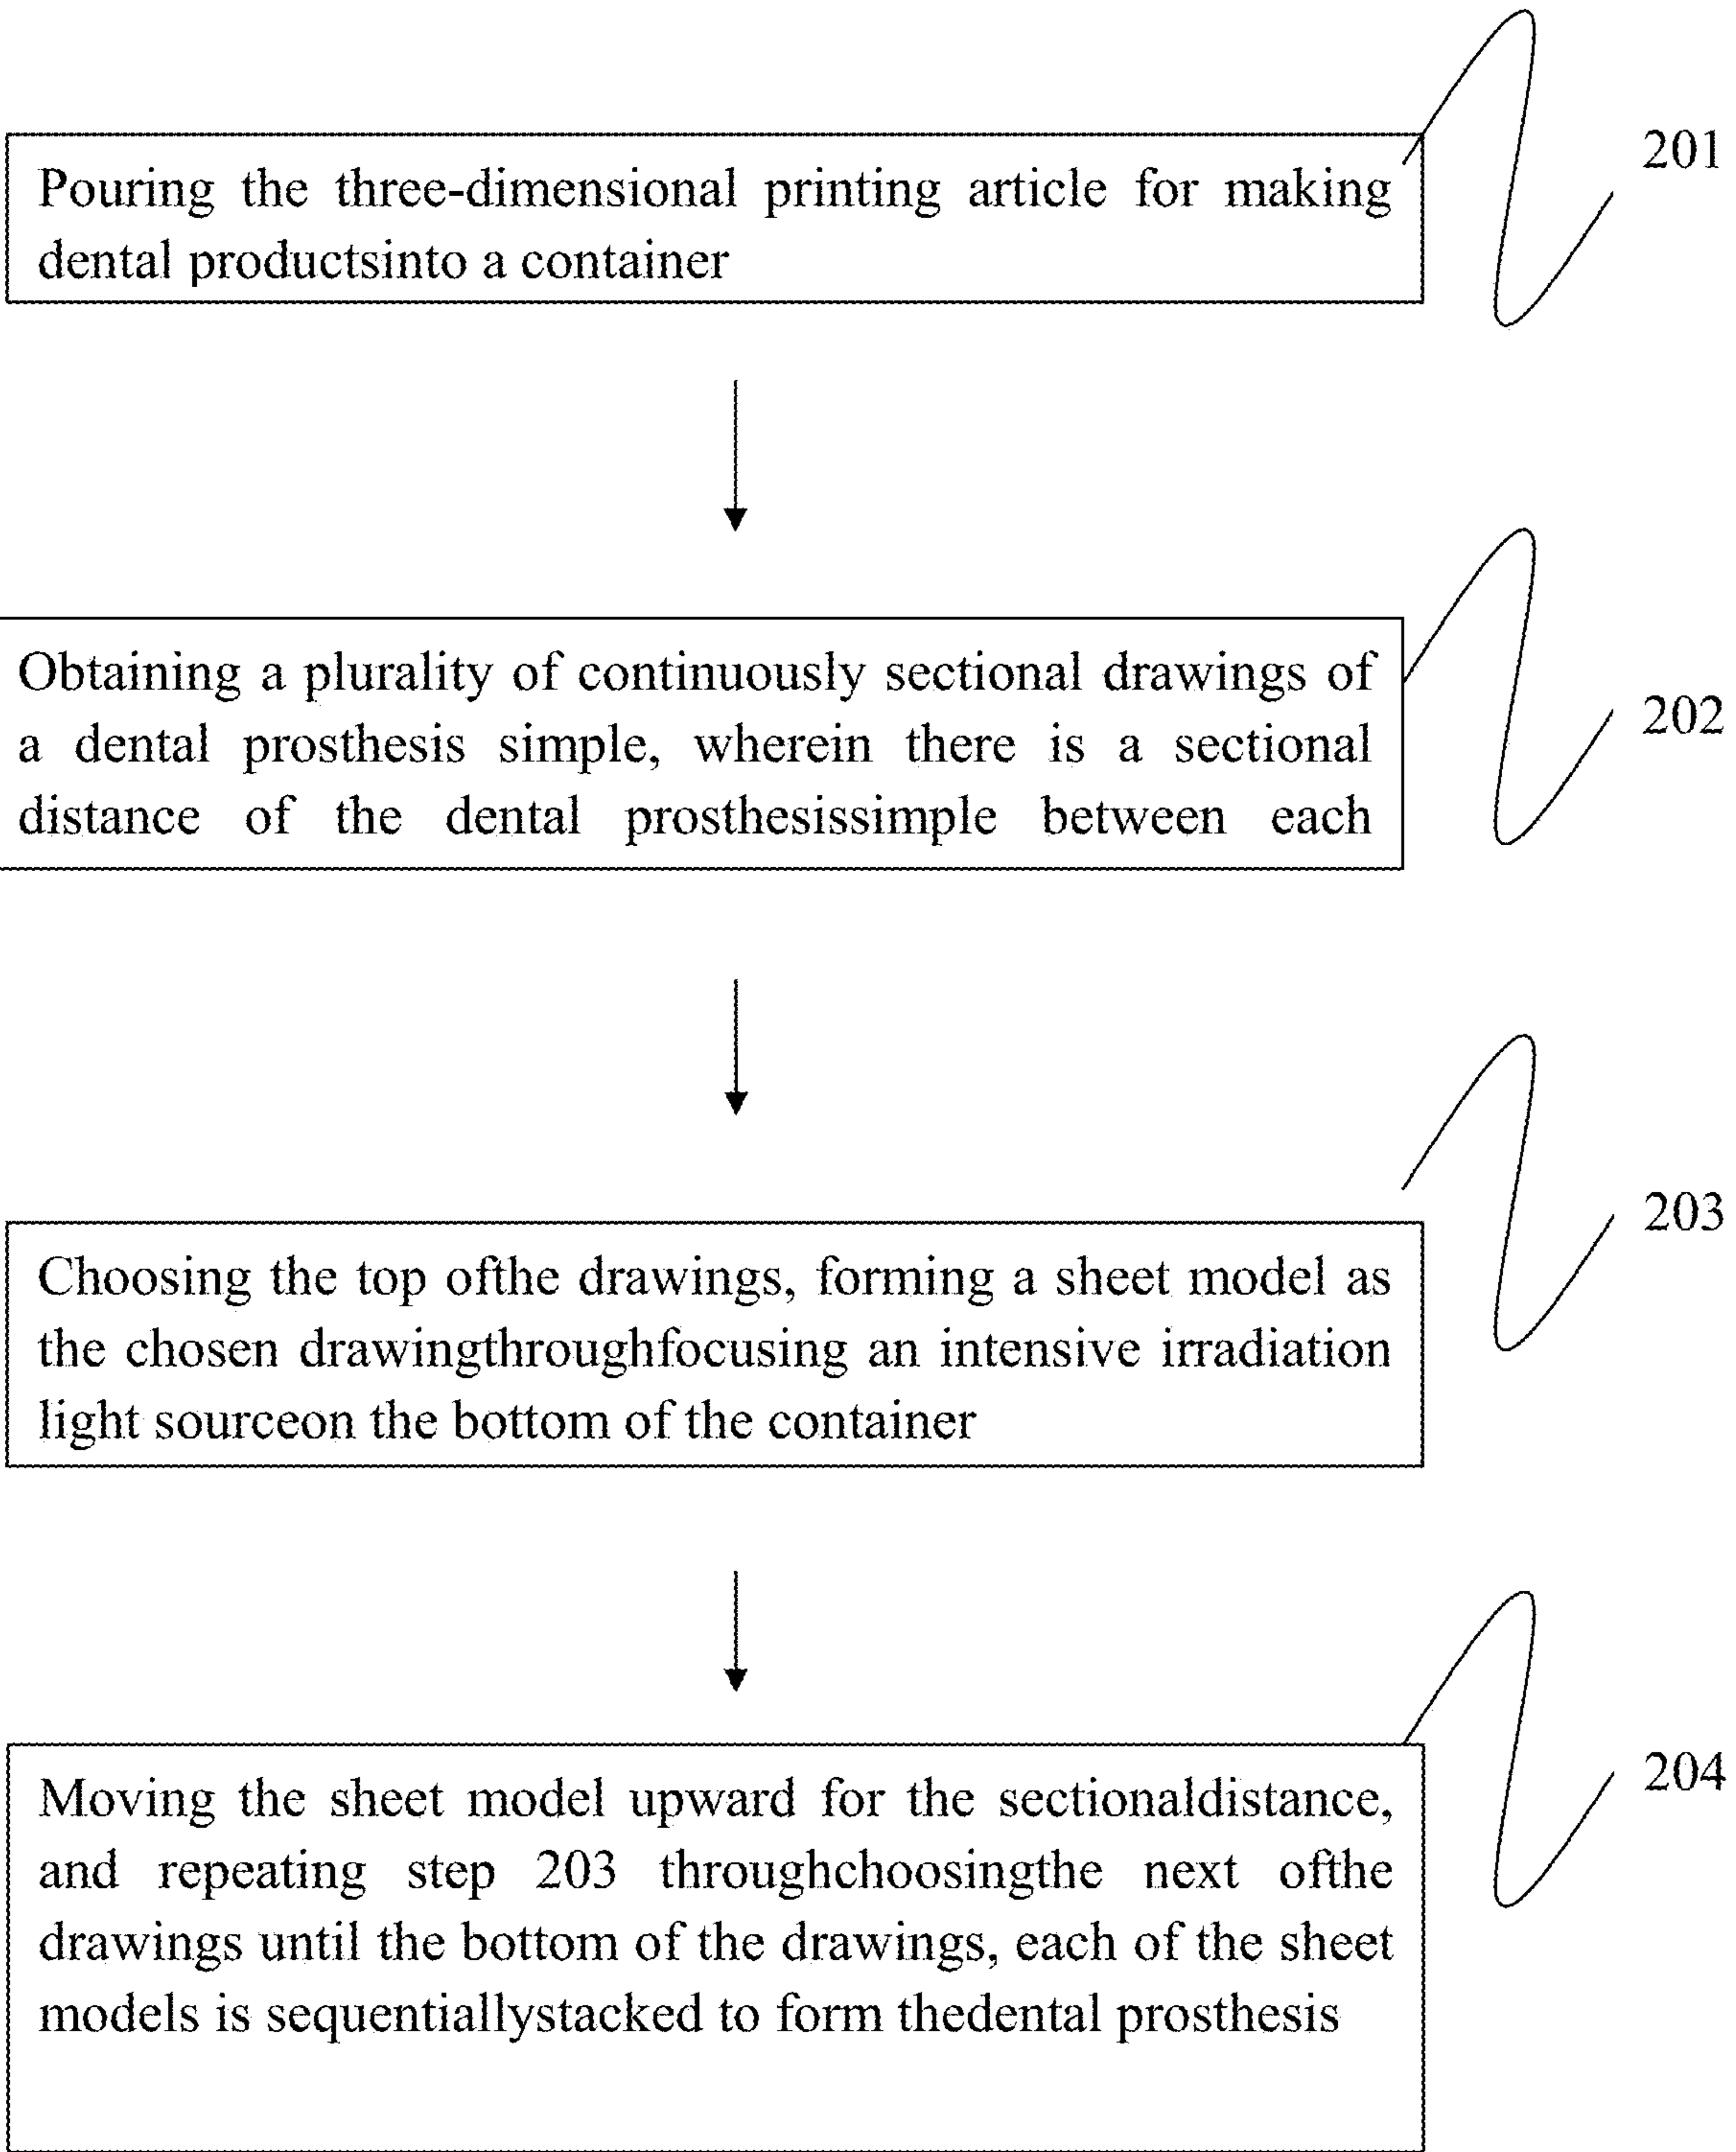 201
Pouring the three-dimensional printing article for making
dental productsinto a container
Obtaining a plurality of continuously sectional drawings of
202
a dental prosthesis simple, wherein there is a sectional
distance of the dental prosthesissimple between each
203
Choosing the top ofthe drawings, forming a sheet model as
the chosen drawingthroughfocusing an intensive irradiation
light sourceon the bottom of the container
204
Moving the sheet model upward for the sectionaldistance,
and repeating step 203 throughchoosingthe next ofthe
drawings until the bottom of the drawings, each of the sheet
models is sequentiallystacked to form thedental prosthesis